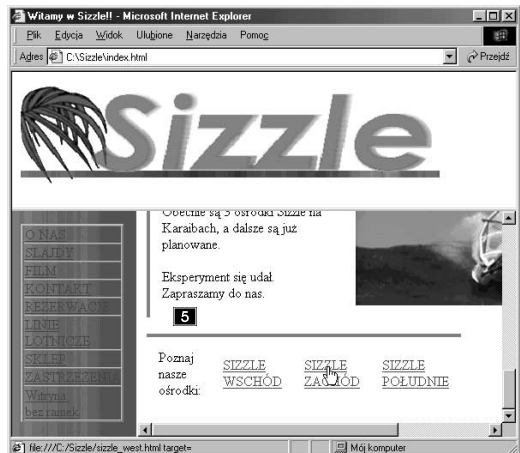 Witamy w Sizzle!! - Microsoft Internet Explorer
Plik Edycja Widok Ulubione Narzędzia Pomoc
Adres C:\Sizzle\index.html Przejdź
Sizzle
O NAS
SLAJDY
FILM
KONTAKT
REZERWACJE
LINIE
LOTNICZE
SKLEP
ZASTRZEŻENIA
Witryna
bez ramek
Obecnie są 3 ośrodki Sizzle na
Karaibach, a dalsze są już
planowane.
Eksperyment się udał.
Zapraszamy do nas.
5
Poznaj
nasze
ośrodki:
SIZZLE
WSCHÓD
SIZZLE
ZACHÓD
SIZZLE
POŁUDNIE
file:///C:/Sizzle/sizzle_west.html target= Mój komputer